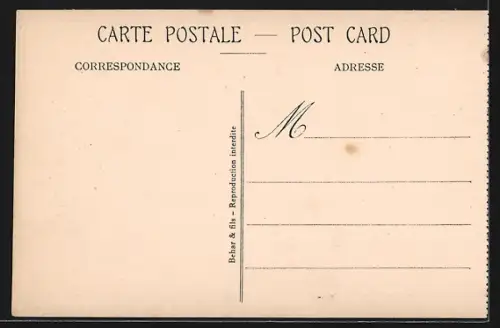 CARTE POSTALE — POST CARD
CORRESPONDANCE
ADRESSE
M
Behar & fils - Reproduction interdite